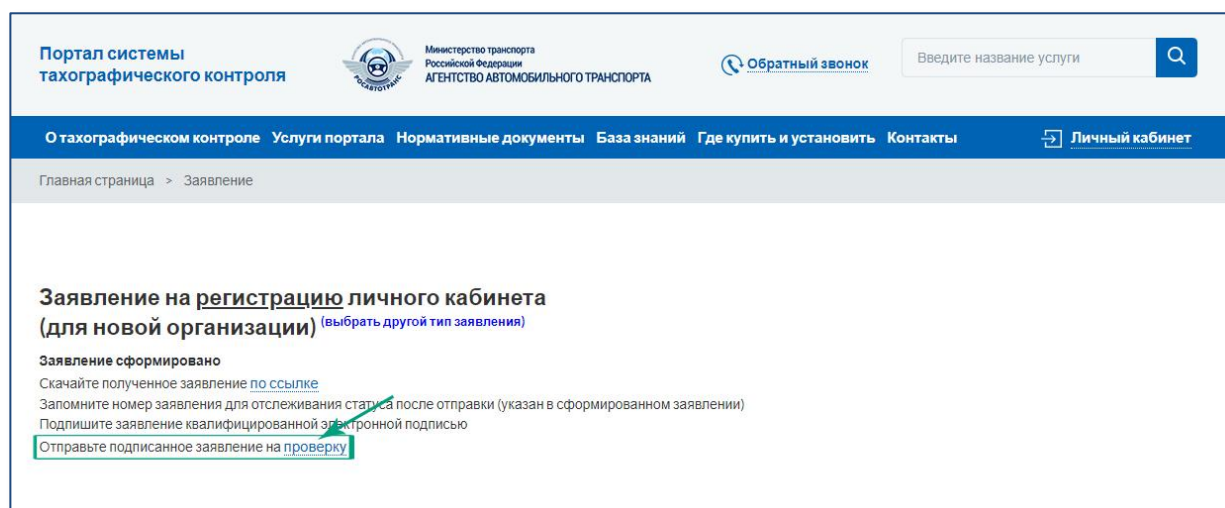 Портал системы
тахографического контроля
РОСАВТОТРАНС
Министерство транспорта
Российской Федерации
АГЕНТСТВО АВТОМОБИЛЬНОГО ТРАНСПОРТА
Обратный звонок
Введите название услуги
О тахографическом контроле Услуги портала Нормативные документы База знаний Где купить и установить Контакты Личный кабинет
Главная страница > Заявление
Заявление на регистрацию личного кабинета
(для новой организации) (выбрать другой тип заявления)
Заявление сформировано
Скачайте полученное заявление по ссылке
Запомните номер заявления для отслеживания статуса после отправки (указан в сформированном заявлении)
Подпишите заявление квалифицированной электронной подписью
Отправьте подписанное заявление на проверку